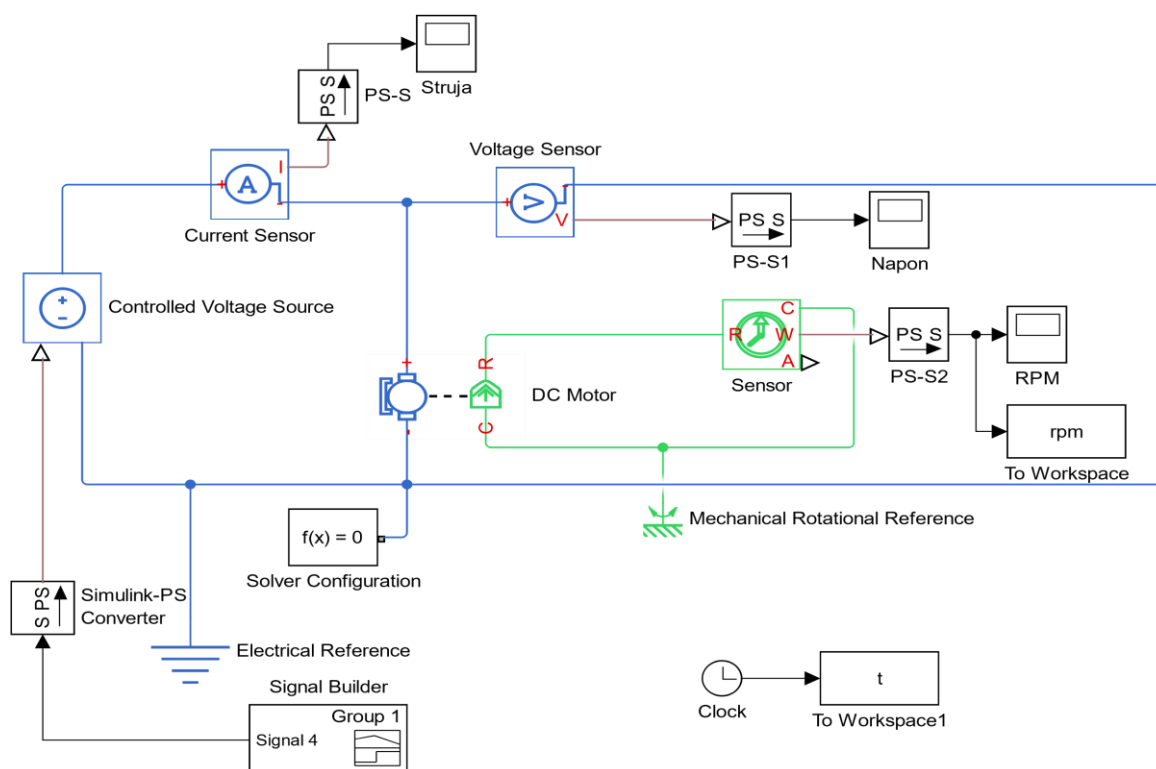 PS S
PS-S
Struja
Voltage Sensor
+
A
I
-
Current Sensor
+
V
-
V
PS S
PS-S1
Napon
+
-
Controlled Voltage Source
C
R
W
A
Sensor
PS S
PS-S2
RPM
+
R
DC Motor
-
C
rpm
To Workspace
f(x) = 0
Solver Configuration
Mechanical Rotational Reference
S PS
Simulink-PS
Converter
Electrical Reference
Signal Builder
Group 1
Signal 4
Clock
t
To Workspace1